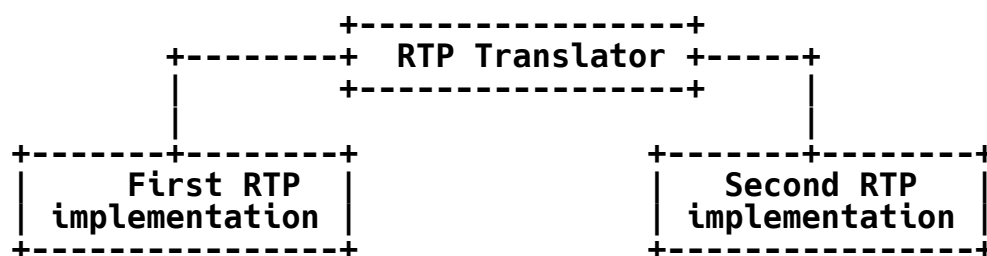 RTP Translator
First RTP Second RTP
implementation implementation